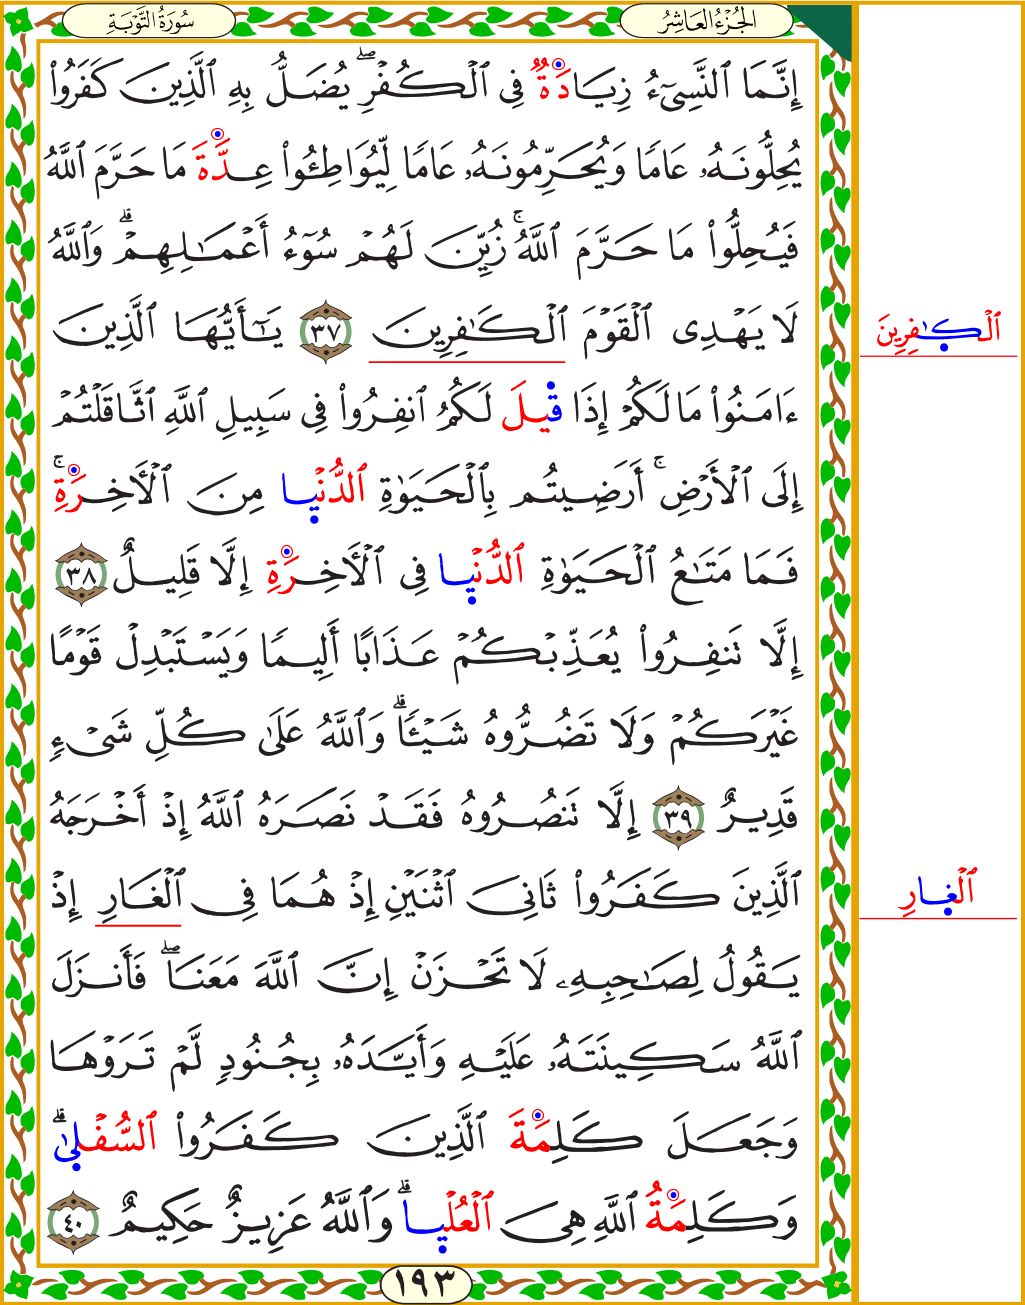 الجُزْءُ العَاشِرُ
سُورَةُ التَّوْبَةِ
إِنَّمَا ٱلنَّسِىٓءُ زِيَادَةٌ فِى ٱلْكُفْرِ ۖ يُضَلُّ بِهِ ٱلَّذِينَ كَفَرُوا۟
يُحِلُّونَهُۥ عَامًا وَيُحَرِّمُونَهُۥ عَامًا لِّيُوَاطِـُٔوا۟ عِدَّةَ مَا حَرَّمَ ٱللَّهُ
فَيُحِلُّوا۟ مَا حَرَّمَ ٱللَّهُ ۚ زُيِّنَ لَهُمْ سُوٓءُ أَعْمَـٰلِهِمْ ۗ وَٱللَّهُ
لَا يَهْدِى ٱلْقَوْمَ ٱلْكَـٰفِرِينَ ٣٧ يَـٰٓأَيُّهَا ٱلَّذِينَ
ٱلْكَـٰفِرِينَ
ءَامَنُوا۟ مَا لَكُمْ إِذَا قِيلَ لَكُمُ ٱنفِرُوا۟ فِى سَبِيلِ ٱللَّهِ ٱثَّاقَلْتُمْ
إِلَى ٱلْأَرْضِ ۚ أَرَضِيتُم بِٱلْحَيَوٰةِ ٱلدُّنْيَا مِنَ ٱلْـَٔاخِرَةِ ۚ
فَمَا مَتَـٰعُ ٱلْحَيَوٰةِ ٱلدُّنْيَا فِى ٱلْـَٔاخِرَةِ إِلَّا قَلِيلٌ ٣٨
إِلَّا تَنفِرُوا۟ يُعَذِّبْكُمْ عَذَابًا أَلِيمًا وَيَسْتَبْدِلْ قَوْمًا
غَيْرَكُمْ وَلَا تَضُرُّوهُ شَيْـًٔا ۗ وَٱللَّهُ عَلَىٰ كُلِّ شَىْءٍ
قَدِيرٌ ٣٩ إِلَّا تَنصُرُوهُ فَقَدْ نَصَرَهُ ٱللَّهُ إِذْ أَخْرَجَهُ
ٱلَّذِينَ كَفَرُوا۟ ثَانِىَ ٱثْنَيْنِ إِذْ هُمَا فِى ٱلْغَارِ إِذْ
ٱلْغَارِ
يَقُولُ لِصَـٰحِبِهِۦ لَا تَحْزَنْ إِنَّ ٱللَّهَ مَعَنَا ۖ فَأَنزَلَ
ٱللَّهُ سَكِينَتَهُۥ عَلَيْهِ وَأَيَّدَهُۥ بِجُنُودٍ لَّمْ تَرَوْهَا
وَجَعَلَ كَلِمَةَ ٱلَّذِينَ كَفَرُوا۟ ٱلسُّفْلَىٰ ۗ
وَكَلِمَةُ ٱللَّهِ هِىَ ٱلْعُلْيَا ۗ وَٱللَّهُ عَزِيزٌ حَكِيمٌ ٤٠
١٩٣